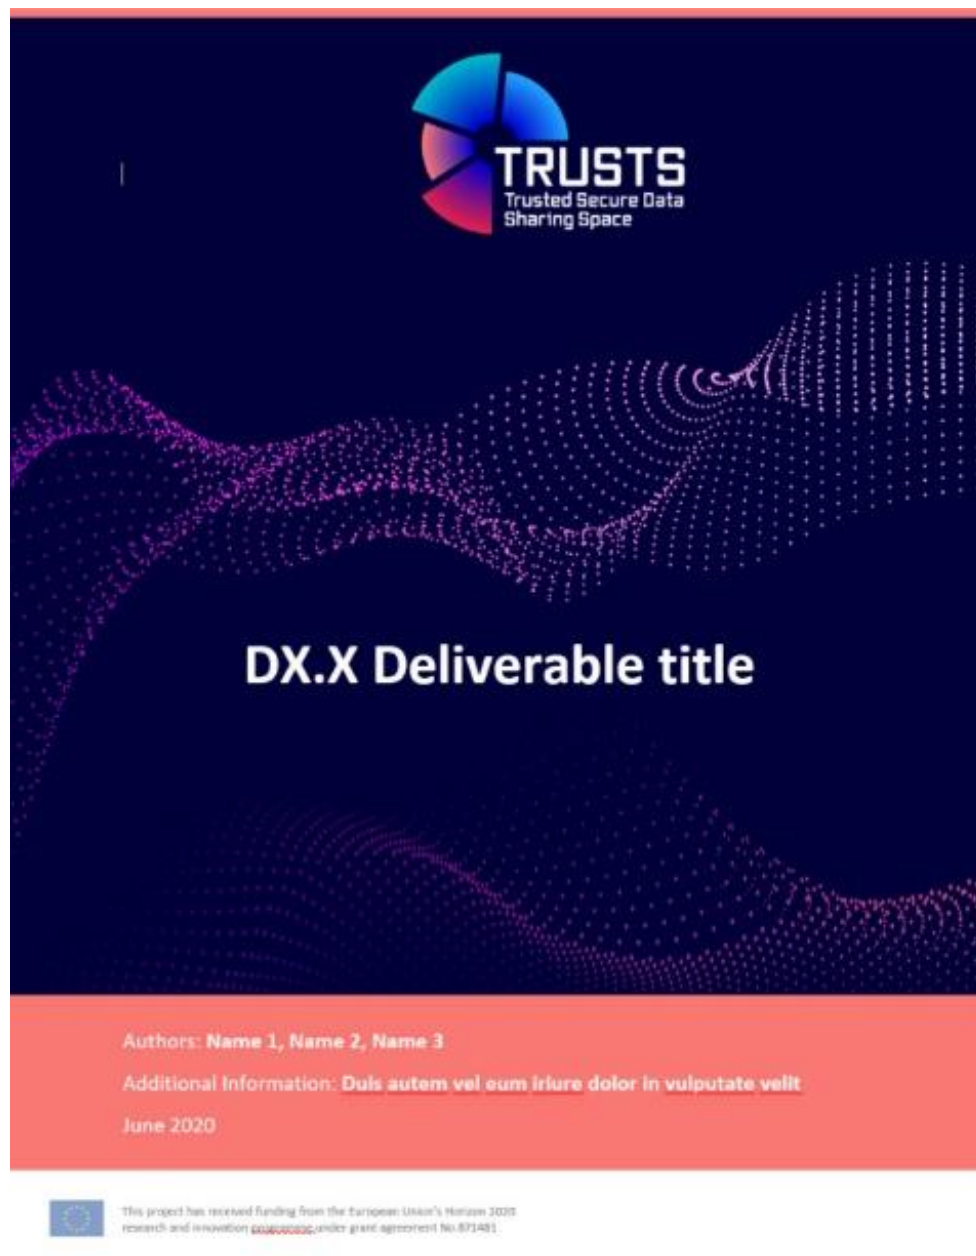 TRUSTS
Trusted Secure Data
Sharing Space
DX.X Deliverable title
Authors: Name 1, Name 2, Name 3
Additional Information: Duis autem vel eum iriure dolor in vulputate velit
June 2020
This project has received funding from the European Union's Horizon 2020
research and innovation programme under grant agreement No 871481